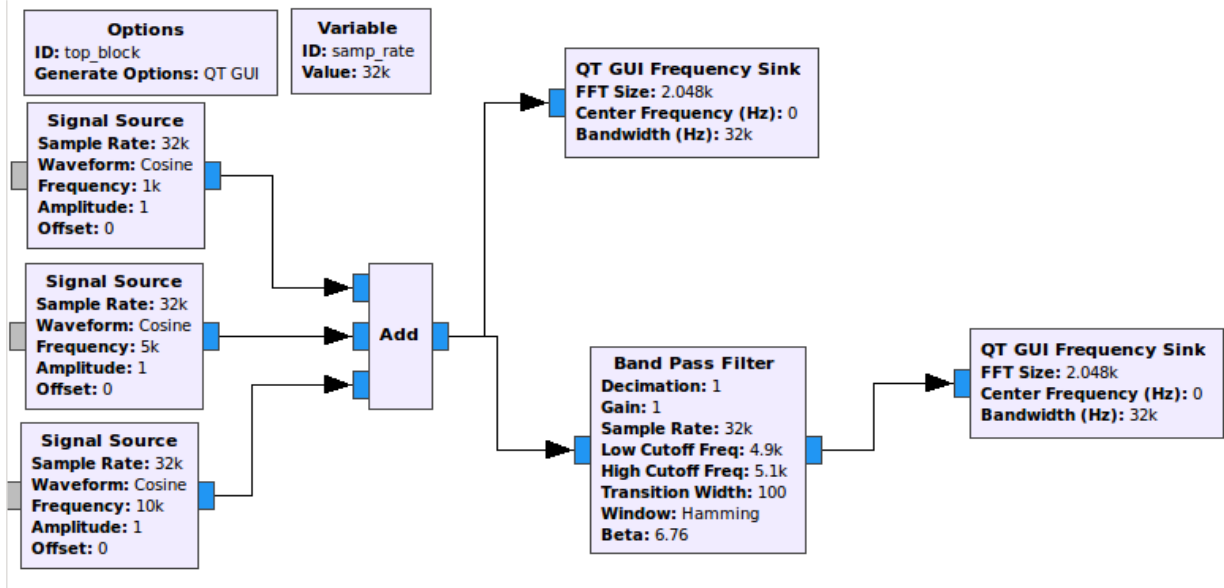 Options
ID: top_block
Generate Options: QT GUI
Variable
ID: samp_rate
Value: 32k
Signal Source
Sample Rate: 32k
Waveform: Cosine
Frequency: 1k
Amplitude: 1
Offset: 0
Signal Source
Sample Rate: 32k
Waveform: Cosine
Frequency: 5k
Amplitude: 1
Offset: 0
Signal Source
Sample Rate: 32k
Waveform: Cosine
Frequency: 10k
Amplitude: 1
Offset: 0
Add
QT GUI Frequency Sink
FFT Size: 2.048k
Center Frequency (Hz): 0
Bandwidth (Hz): 32k
Band Pass Filter
Decimation: 1
Gain: 1
Sample Rate: 32k
Low Cutoff Freq: 4.9k
High Cutoff Freq: 5.1k
Transition Width: 100
Window: Hamming
Beta: 6.76
QT GUI Frequency Sink
FFT Size: 2.048k
Center Frequency (Hz): 0
Bandwidth (Hz): 32k